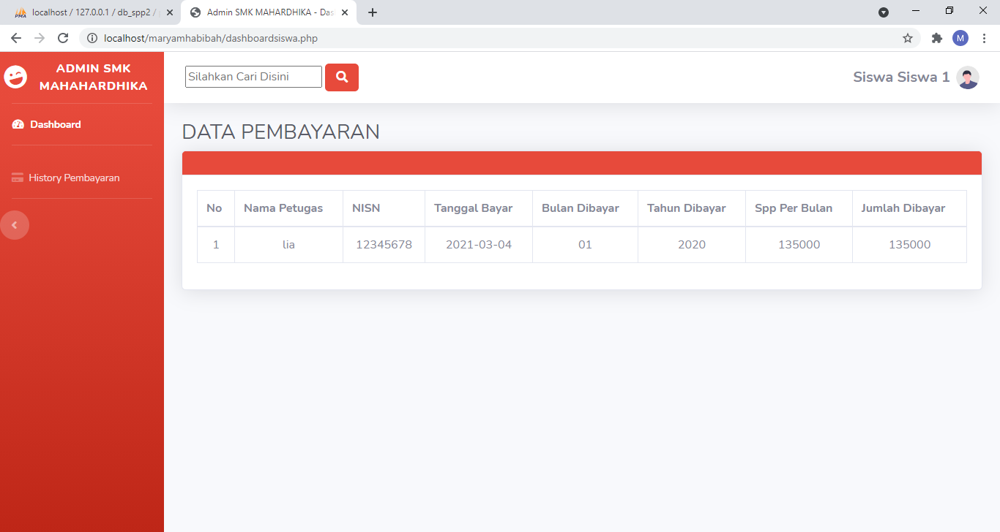 localhost / 127.0.0.1 / db_spp2 /
Admin SMK MAHARDHIKA - Das
localhost/maryamhabibah/dashboardsiswa.php
M
ADMIN SMK
MAHAHARDHIKA
Dashboard
History Pembayaran
Silahkan Cari Disini
Siswa Siswa 1
DATA PEMBAYARAN
No Nama Petugas NISN Tanggal Bayar Bulan Dibayar Tahun Dibayar Spp Per Bulan Jumlah Dibayar
1 lia 12345678 2021-03-04 01 2020 135000 135000